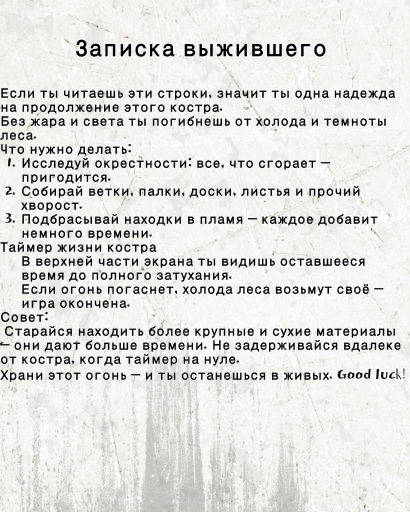 Записка выжившего
Если ты читаешь эти строки, значит ты одна надежда
на продолжение этого костра.
Без жара и света ты погибнешь от холода и темноты
леса.
Что нужно делать:
1. Исследуй окрестности: все, что сгорает —
пригодится.
2. Собирай ветки, палки, доски, листья и прочий
хворост.
3. Подбрасывай находки в пламя — каждое добавит
немного времени.
Таймер жизни костра
В верхней части экрана ты видишь оставшееся
время до полного затухания.
Если огонь погаснет, холода леса возьмут своё —
игра окончена.
Совет:
Старайся находить более крупные и сухие материалы
— они дают больше времени. Не задерживайся вдалеке
от костра, когда таймер на нуле.
Храни этот огонь — и ты останешься в живых. Good luck!